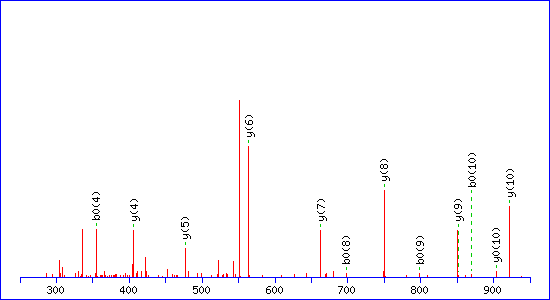 b0(4)
y(4)
y(5)
y(6)
y(7)
b0(8)
y(8)
b0(9)
y(9)
b0(10)
y0(10)
y(10)
300 400 500 600 700 800 900